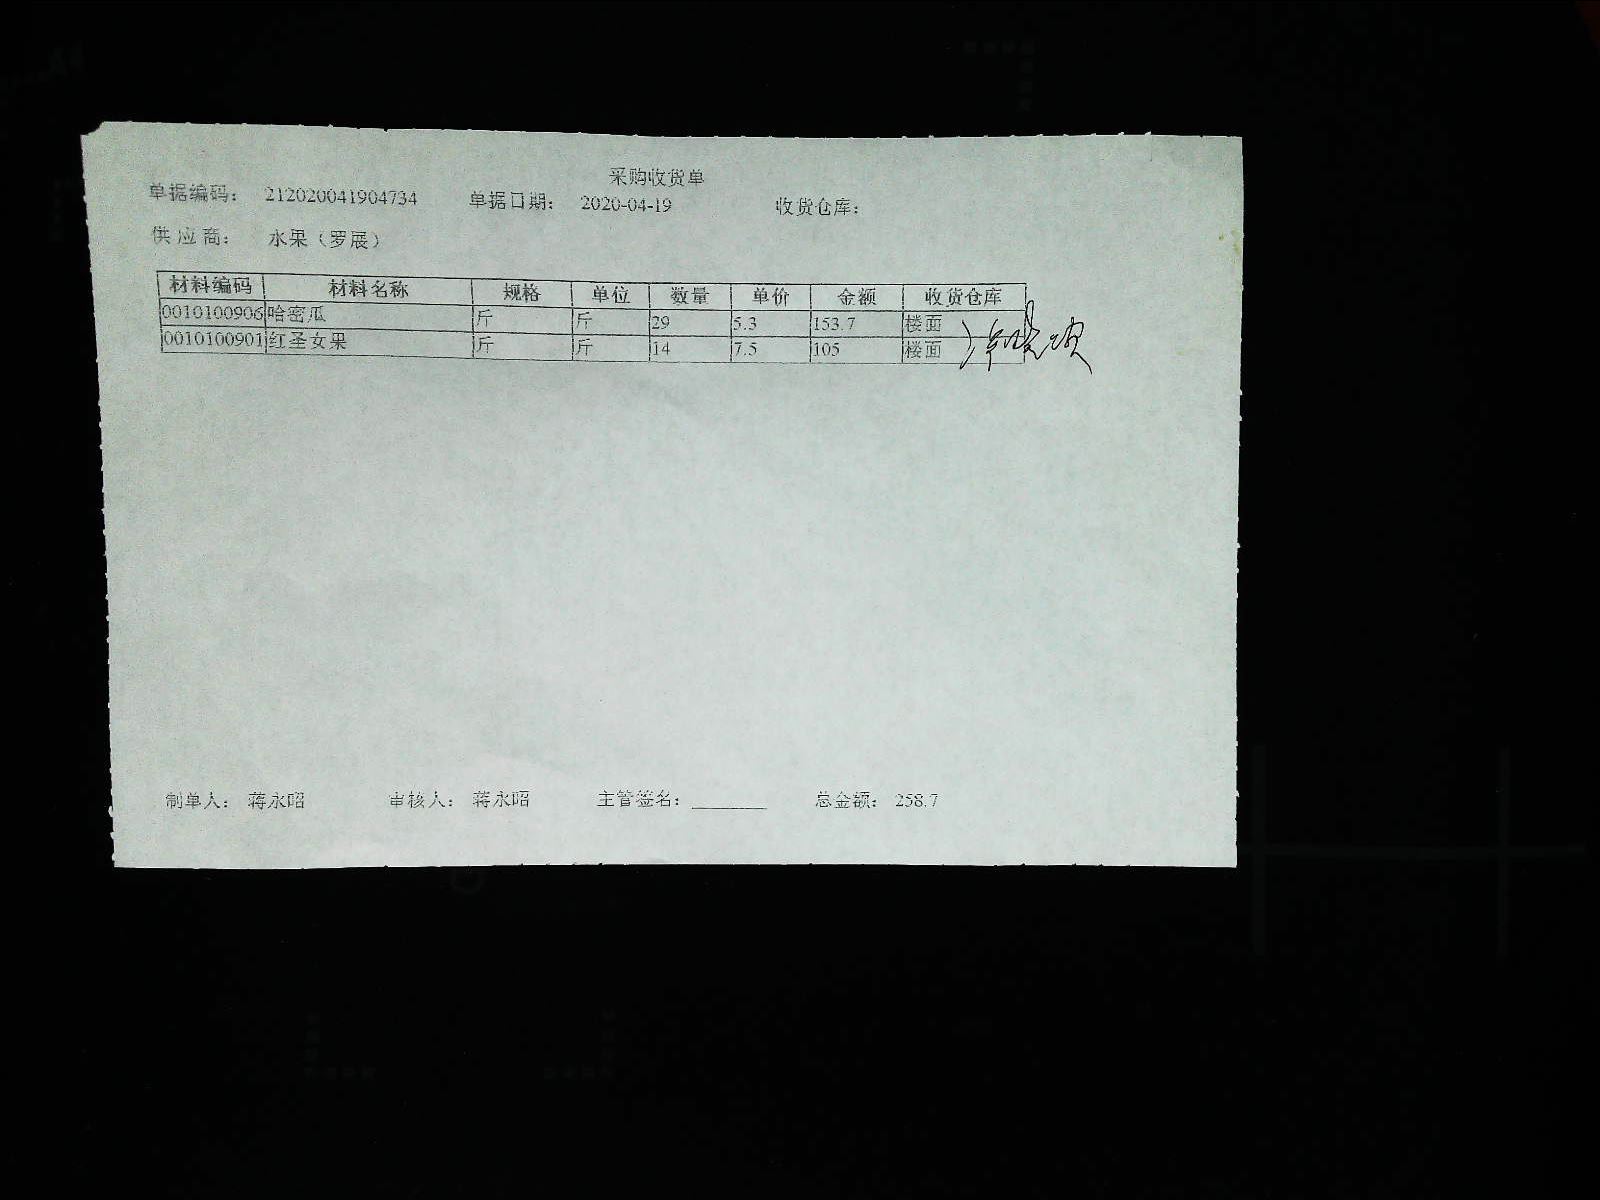 采购收货单
单据编码： 212020041904734 单据日期： 2020-04-19 收货仓库：
供应商： 水果（罗展）
材料编码 材料名称 规格 单位 数量 单价 金额 收货仓库
0010100906 哈密瓜 斤 斤 29 5.3 153.7 楼面
0010100901 红圣女果 斤 斤 14 7.5 105 楼面
制单人： 蒋永昭 审核人： 蒋永昭 主管签名：________ 总金额： 258.7